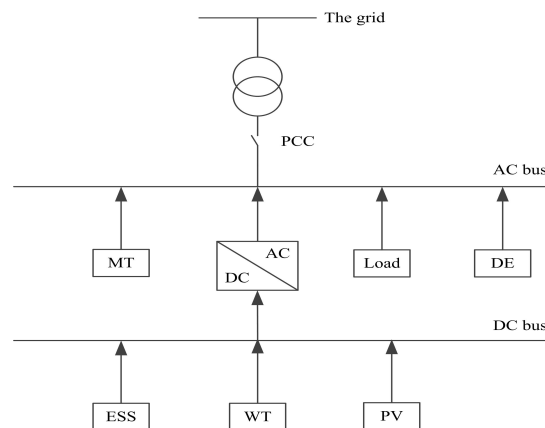 The grid
PCC
AC bus
MT
AC
DC
Load
DE
DC bus
ESS
WT
PV